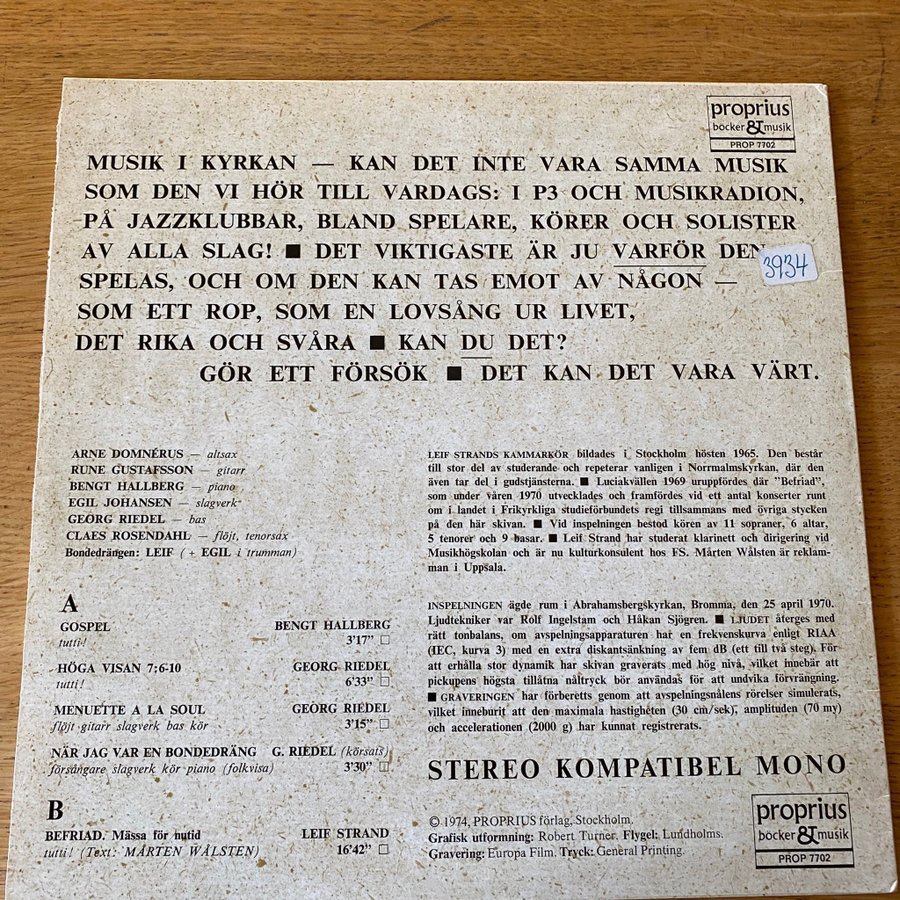 proprius
böcker & musik
PROP 7702
MUSIK I KYRKAN — KAN DET INTE VARA SAMMA MUSIK
SOM DEN VI HÖR TILL VARDAGS: I P3 OCH MUSIKRADION,
PÅ JAZZKLUBBAR, BLAND SPELARE, KÖRER OCH SOLISTER
AV ALLA SLAG! ■ DET VIKTIGASTE ÄR JU VARFÖR DEN
3934
SPELAS, OCH OM DEN KAN TAS EMOT AV NÅGON —
SOM ETT ROP, SOM EN LOVSÅNG UR LIVET,
DET RIKA OCH SVÅRA ■ KAN DU DET?
GÖR ETT FÖRSÖK ■ DET KAN DET VARA VÄRT.
ARNE DOMNÉRUS — altsax
RUNE GUSTAFSSON — gitarr
BENGT HALLBERG — piano
EGIL JOHANSEN — slagverk
GEORG RIEDEL — bas
CLAES ROSENDAHL — flöjt, tenorsax
Bondedrängen: LEIF (+ EGIL i trumman)
LEIF STRANDS KAMMARKÖR bildades i Stockholm hösten 1965. Den består
till stor del av studerande och repeterar vanligen i Norrmalmskyrkan, där den
även tar del i gudstjänsterna. ■ Luciakvällen 1969 uruppfördes där "Befriad",
som under våren 1970 utvecklades och framfördes vid ett antal konserter runt
om i landet i Frikyrkliga studieförbundets regi tillsammans med övriga stycken
på den här skivan. ■ Vid inspelningen bestod kören av 11 sopraner, 6 altar,
5 tenorer och 9 basar. ■ Leif Strand har studerat klarinett och dirigering vid
Musikhögskolan och är nu kulturkonsulent hos FS. Mårten Wålsten är reklam-
man i Uppsala.
A
GOSPEL BENGT HALLBERG
tutti! 3'17" □
HÖGA VISAN 7;6-10 GEORG RIEDEL
tutti! 6'33" □
MENUETTE A LA SOUL GEORG RIEDEL
flöjt gitarr slagverk bas kör 3'15" □
NÄR JAG VAR EN BONDEDRÄNG G. RIEDEL (körsats)
försångare slagverk kör piano (folkvisa) 3'30" □
B
BEFRIAD. Mässa för nutid LEIF STRAND
tutti! (Text: MÅRTEN WÅLSTEN) 16'42" □
INSPELNINGEN ägde rum i Abrahamsbergskyrkan, Bromma, den 25 april 1970.
Ljudtekniker var Rolf Ingelstam och Håkan Sjögren. ■ LJUDET återges med
rätt tonbalans, om avspelningsapparaturen har en frekvenskurva enligt RIAA
(IEC, kurva 3) med en extra diskantsänkning av fem dB (ett till två steg). För
att erhålla stor dynamik har skivan graverats med hög nivå, vilket innebär att
pickupens högsta tillåtna nåltryck bör användas för att undvika förvrängning.
■ GRAVERINGEN har förberetts genom att avspelningsnålens rörelser simulerats,
vilket inneburit att den maximala hastigheten (30 cm/sek), amplituden (70 my)
och accelerationen (2000 g) har kunnat registrerats.
STEREO KOMPATIBEL MONO
© 1974, PROPRIUS förlag, Stockholm.
Grafisk utformning: Robert Turner. Flygel: Lundholms.
Gravering: Europa Film. Tryck: General Printing.
proprius
böcker & musik
PROP 7702